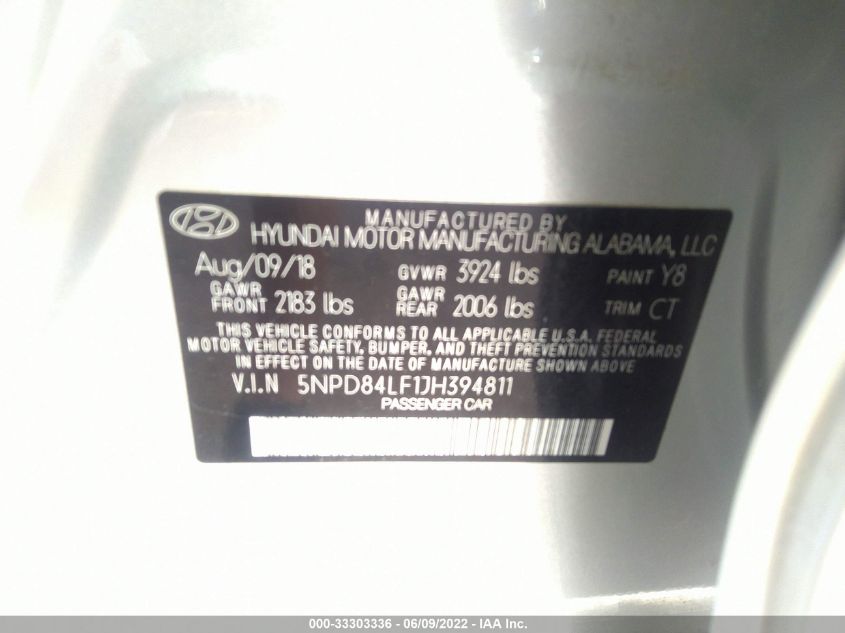 MANUFACTURED BY
HYUNDAI MOTOR MANUFACTURING ALABAMA, LLC
Aug/09/18 GVWR 3924 lbs PAINT Y8
GAWR FRONT 2183 lbs GAWR REAR 2006 lbs TRIM CT
THIS VEHICLE CONFORMS TO ALL APPLICABLE U.S.A. FEDERAL
MOTOR VEHICLE SAFETY, BUMPER, AND THEFT PREVENTION STANDARDS
IN EFFECT ON THE DATE OF MANUFACTURE SHOWN ABOVE
V.I.N 5NPD84LF1JH394811
PASSENGER CAR
000-33303336 - 06/09/2022 - IAA Inc.